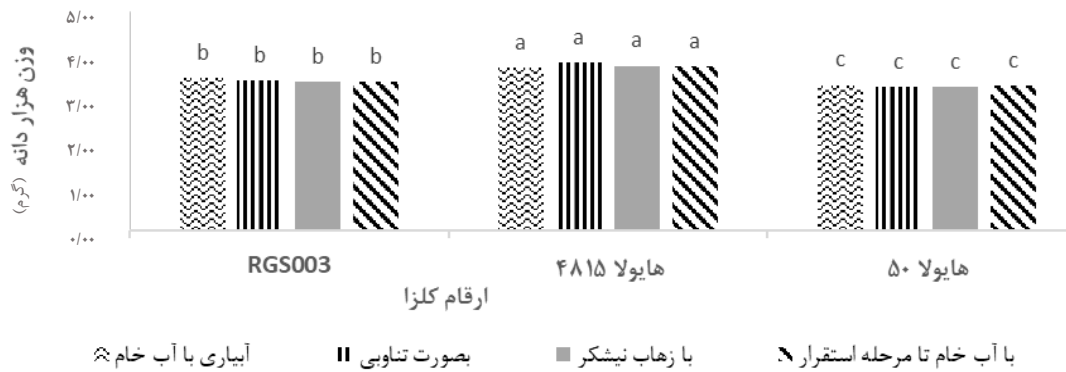 ۵/۰۰
۴/۰۰
۳/۰۰
۲/۰۰
۱/۰۰
۰/۰۰
وزن هزار دانه (گرم)
b b b b a a a a c c c c
RGS003 هایولا ۴۸۱۵ هایولا ۵۰
ارقام کلزا
آبیاری با آب خام بصورت تناوبی با زهاب نیشکر با آب خام تا مرحله استقرار